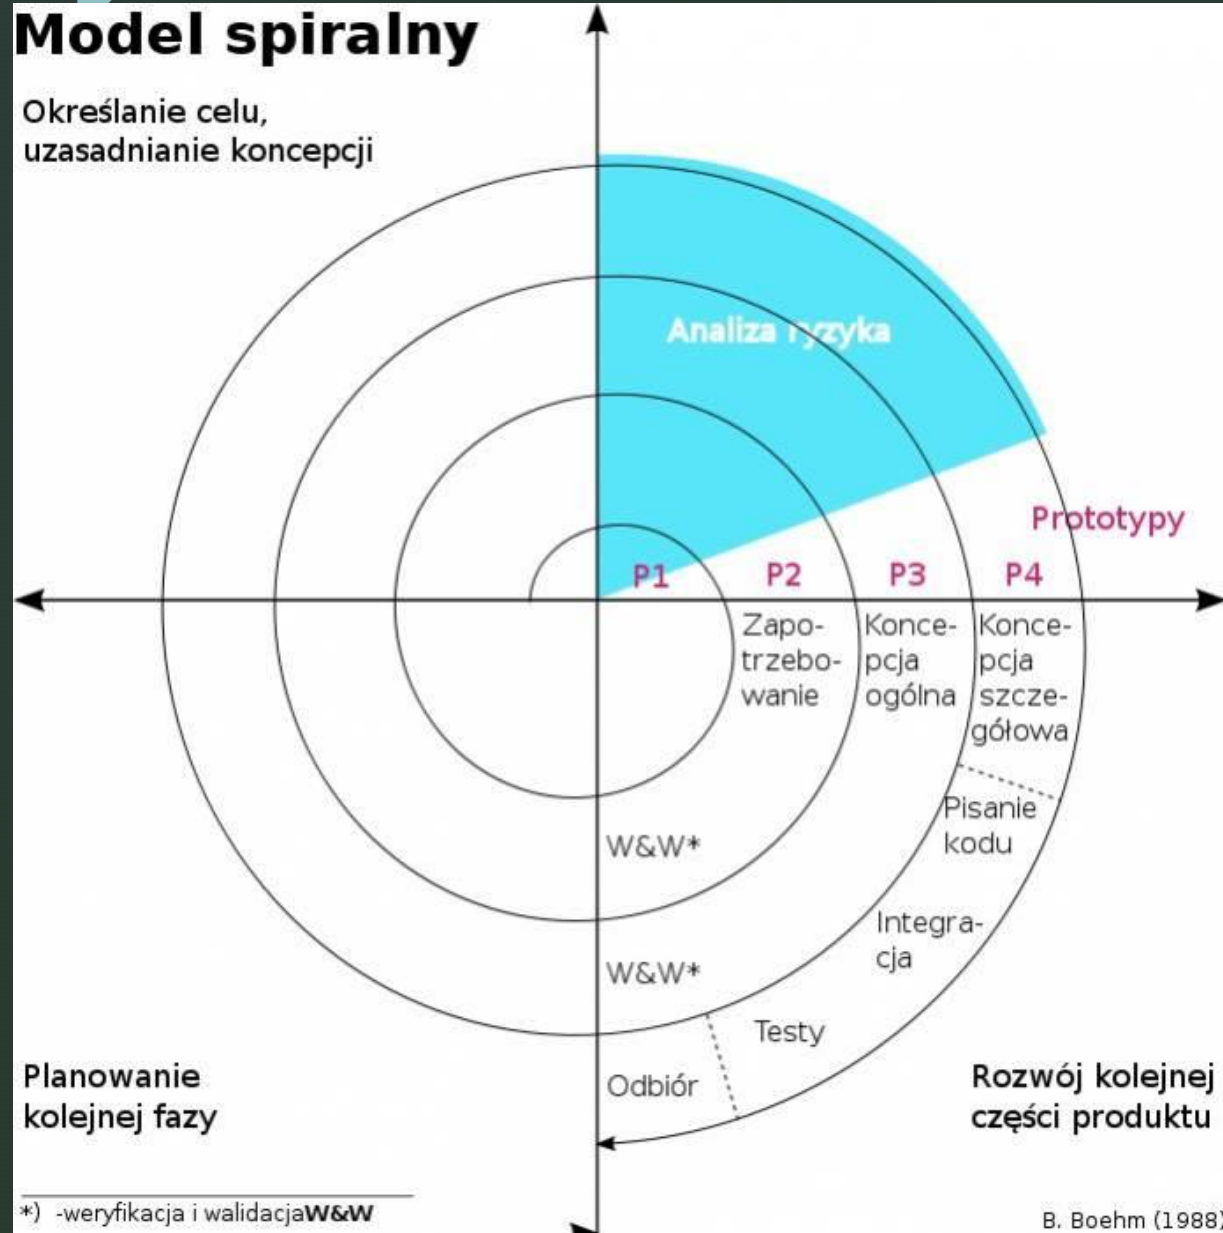 Model spiralny
Określanie celu,
uzasadnianie koncepcji
Analiza ryzyka
Prototypy
P1
P2
P3
P4
Zapo-
trzebo-
wanie
Konce-
pcja
ogólna
Konce-
pcja
szcze-
gółowa
Pisanie
kodu
W&W*
Integra-
cja
W&W*
Testy
Odbiór
Planowanie
kolejnej fazy
Rozwój kolejnej
części produktu
*) -weryfikacja i walidacjaW&W
B. Boehm (1988)